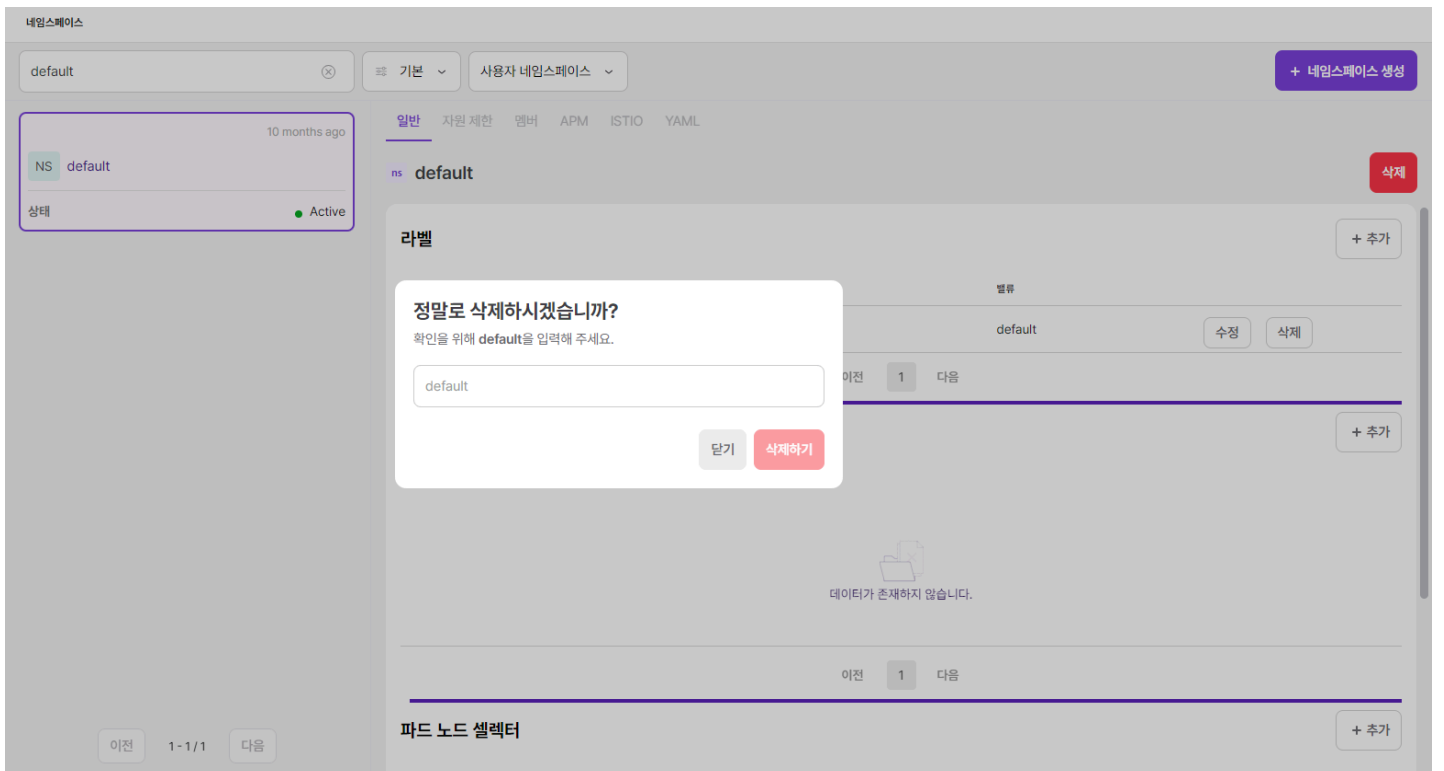 네임스페이스
default
기본
사용자 네임스페이스
+ 네임스페이스 생성
10 months ago
NS default
상태
Active
일반 자원 제한 멤버 APM ISTIO YAML
ns default
삭제
라벨
+ 추가
밸류
default
수정
삭제
이전 1 다음
정말로 삭제하시겠습니까?
확인을 위해 default을 입력해 주세요.
default
닫기
삭제하기
+ 추가
데이터가 존재하지 않습니다.
이전 1 다음
파드 노드 셀렉터
+ 추가
이전 1 - 1 / 1 다음